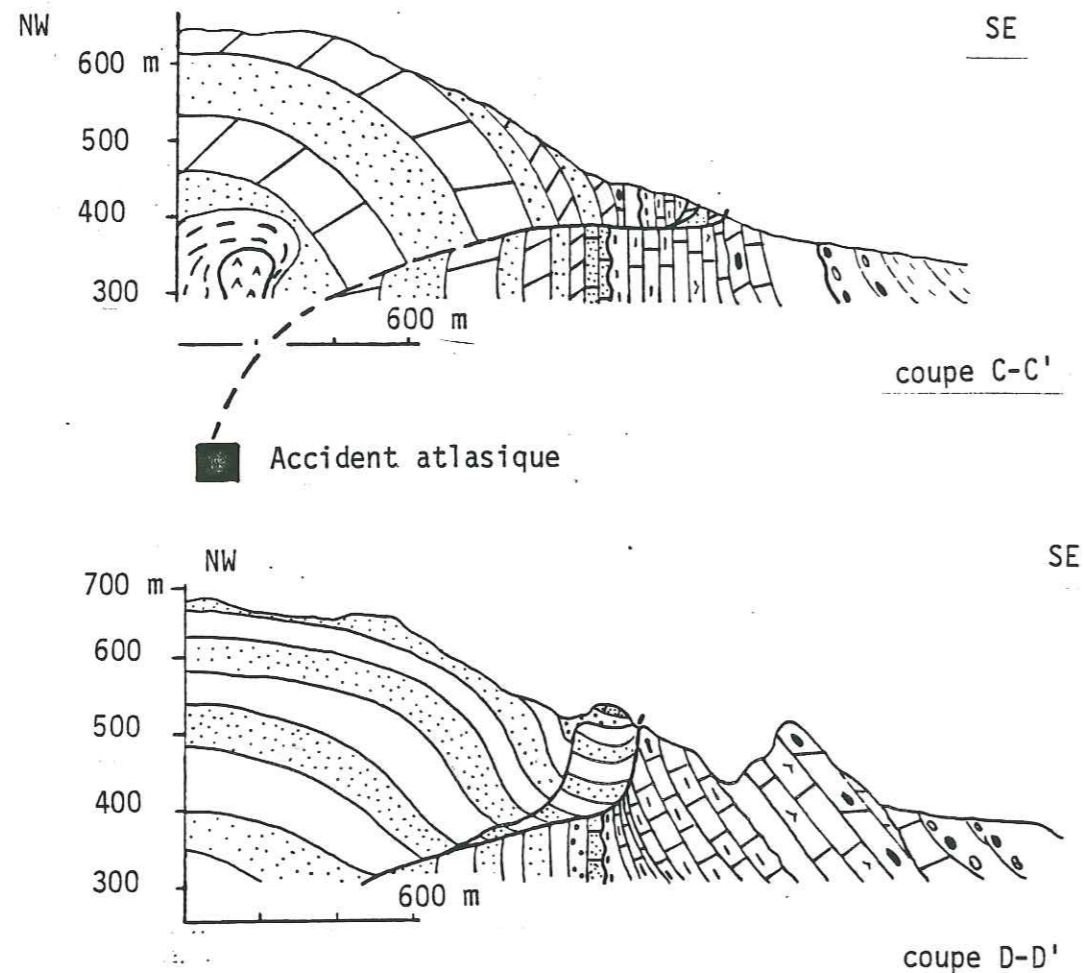 NW SE
600 m
500
400
300
600 m
coupe C-C'
Accident atlasique
NW SE
700 m
600
500
400
300
600 m
coupe D-D'